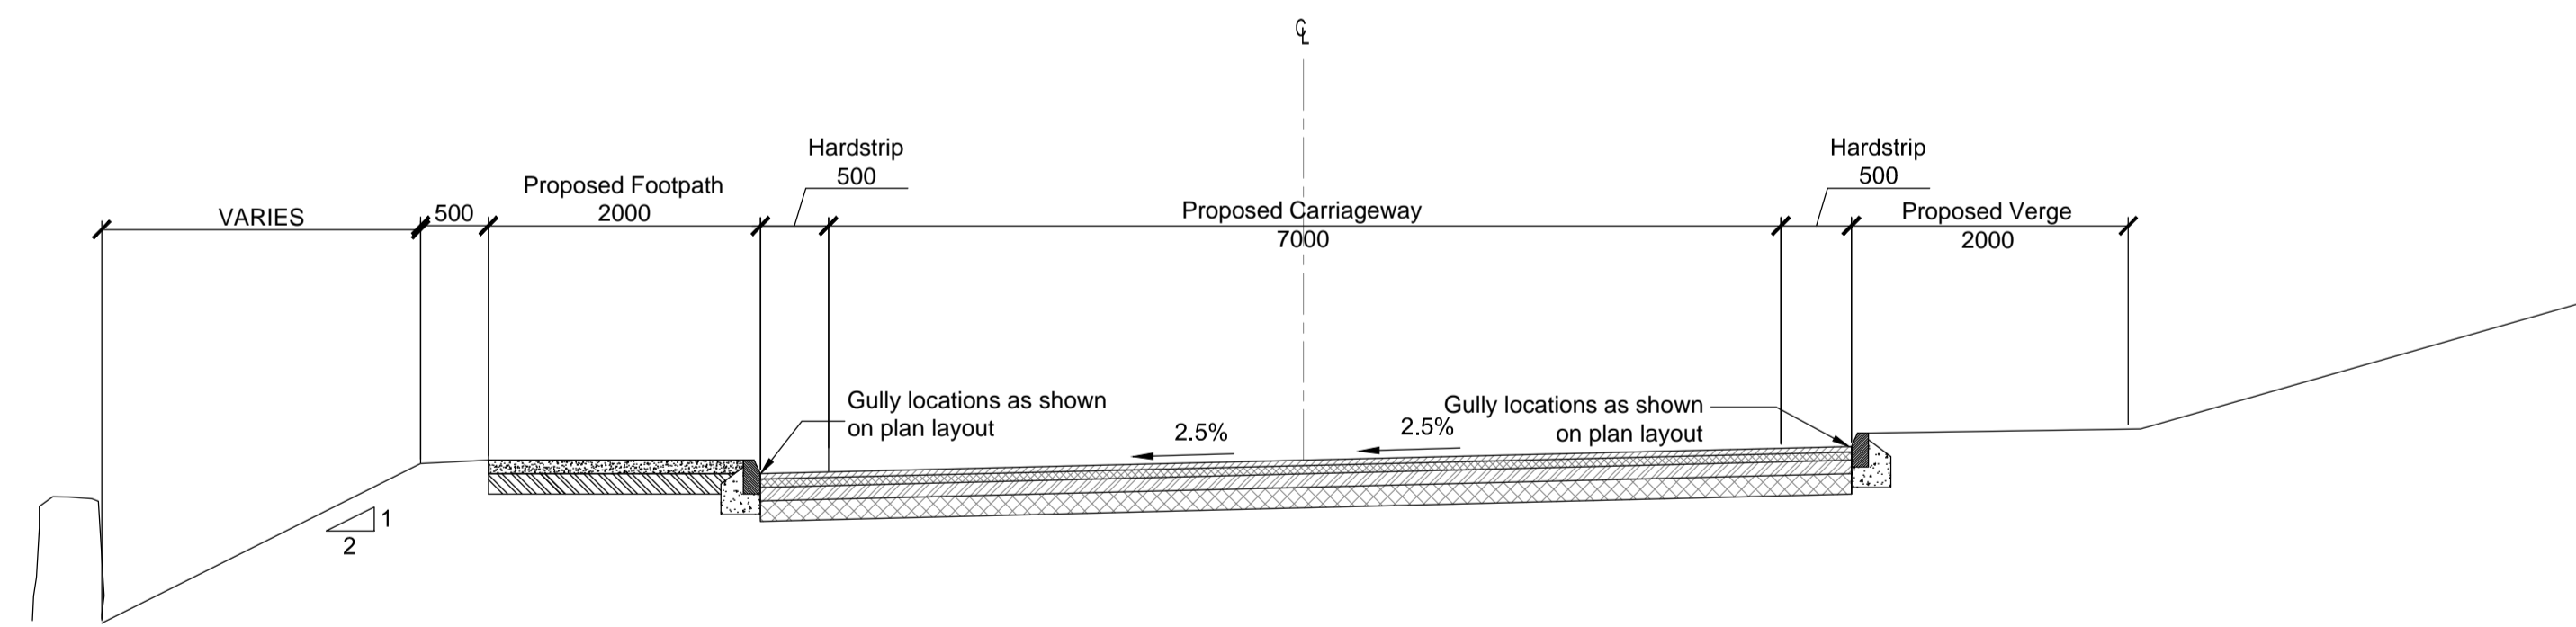 ℄
Hardstrip
500
Hardstrip
500
Proposed Footpath
2000
VARIES
500
Proposed Carriageway
7000
Proposed Verge
2000
Gully locations as shown
on plan layout
2.5%
2.5%
Gully locations as shown
on plan layout
1
2